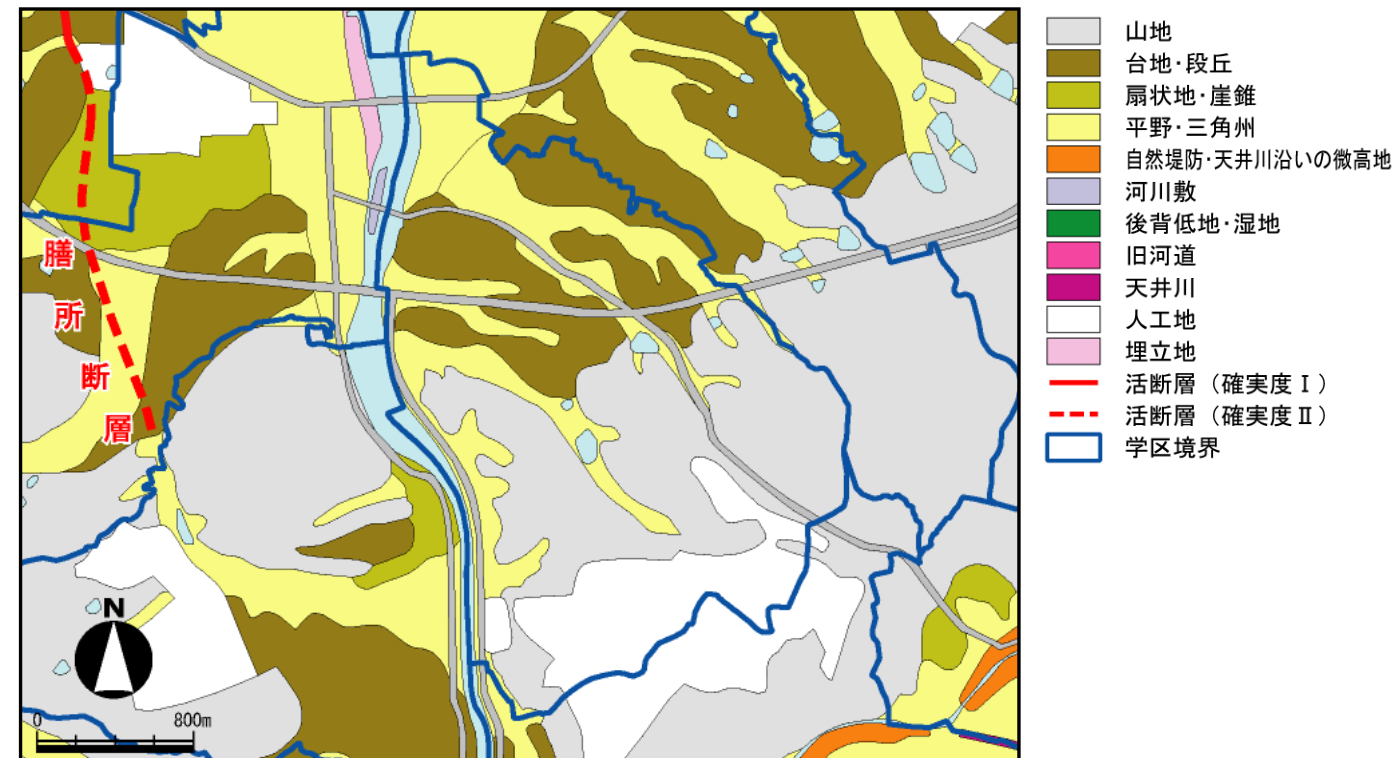 膳
所
断
層
N
0 800m
山地
台地・段丘
扇状地・崖錐
平野・三角州
自然堤防・天井川沿いの微高地
河川敷
後背低地・湿地
旧河道
天井川
人工地
埋立地
活断層（確実度Ⅰ）
活断層（確実度Ⅱ）
学区境界